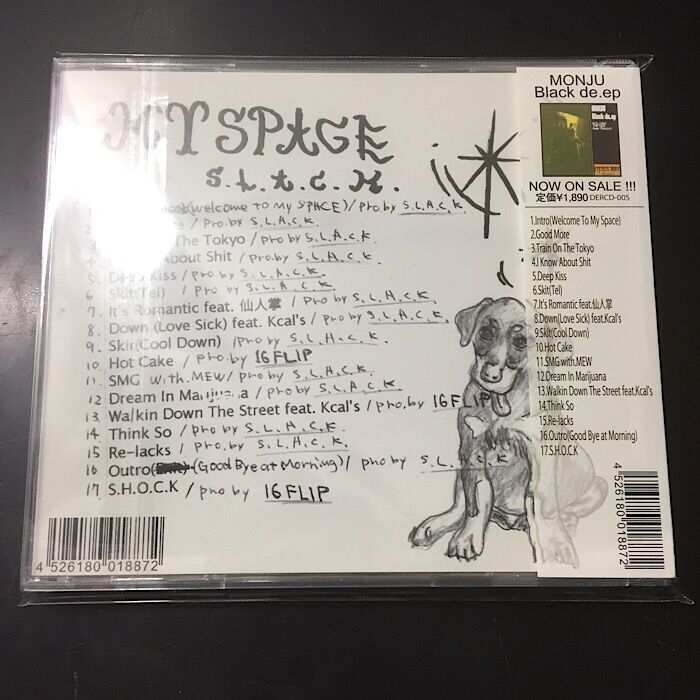 MY SPACE
S.L.A.C.K.
(Welcome to My SPACE)/pro.by S.L.A.C.K.
/ pro.by S.L.A.C.K
The Tokyo / pro by S.L.A.C.K.
About Shit / pro.by S.L.A.C.K.
5. Deep Kiss / pro by S.L.A.C.K.
6. Skit(Tel) / pro by S.L.A.C.K.
7. It's Romantic feat. 仙人掌 / pro by S.L.A.C.K.
8. Down (Love Sick) feat. Kcal's / pro by S.L.A.C.K.
9. Skit(Cool Down) /pro by S.L.A.C.K.
10. Hot Cake / pro.by 16FLIP
11. SMG with.MEW/ pro by S.L.A.C.K.
12 Dream In Marijuana / pro by S.L.A.C.K.
13 Walkin Down The Street feat. Kcal's / pro.by 16FLIP
14. Think So / pro by S.L.A.C.K.
15 Re-lacks / pro by S.L.A.C.K.
16 Outro (Good Bye at Morning)/ pro by S.L.A.C.K
17 S.H.O.C.K / pro by 16FLIP
4 526180 018872
MONJU
Black de.ep
MONJU
Black de.ep
NOW ON SALE !!!
定価¥1,890 DERCD-005
1.Intro(Welcome To My Space)
2.Good More
3.Train On The Tokyo
4.I Know About Shit
5.Deep Kiss
6.Skit(Tel)
7.It's Romantic feat.仙人掌
8.Down(Love Sick) feat.Kcal's
9.Skit(Cool Down)
10.Hot Cake
11.SMG with.MEW
12.Dream In Marijuana
13.Walkin Down The Street feat.Kcal's
14.Think So
15.Re-lacks
16.Outro(Good Bye at Morning)
17.S.H.O.C.K
4 526180 018872